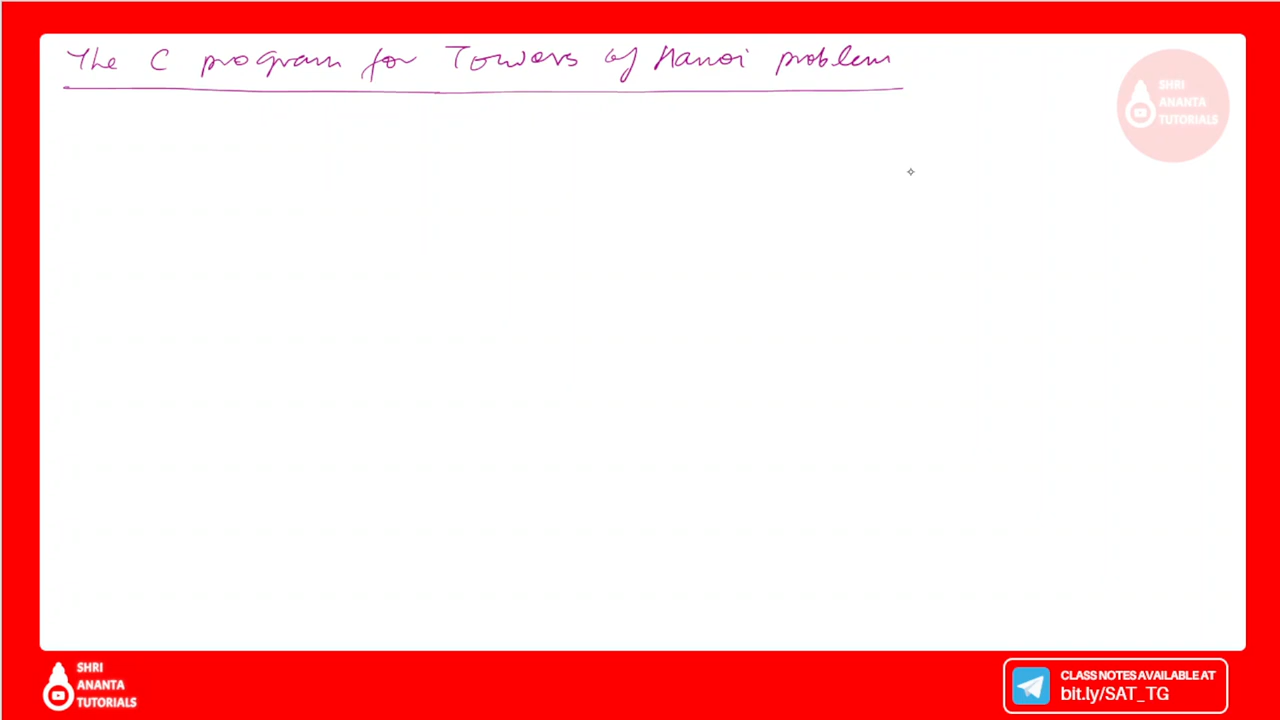 The C program for Towers of Hanoi problem
SHRI
ANANTA
TUTORIALS
SHRI
ANANTA
TUTORIALS
CLASS NOTES AVAILABLE AT
bit.ly/SAT_TG